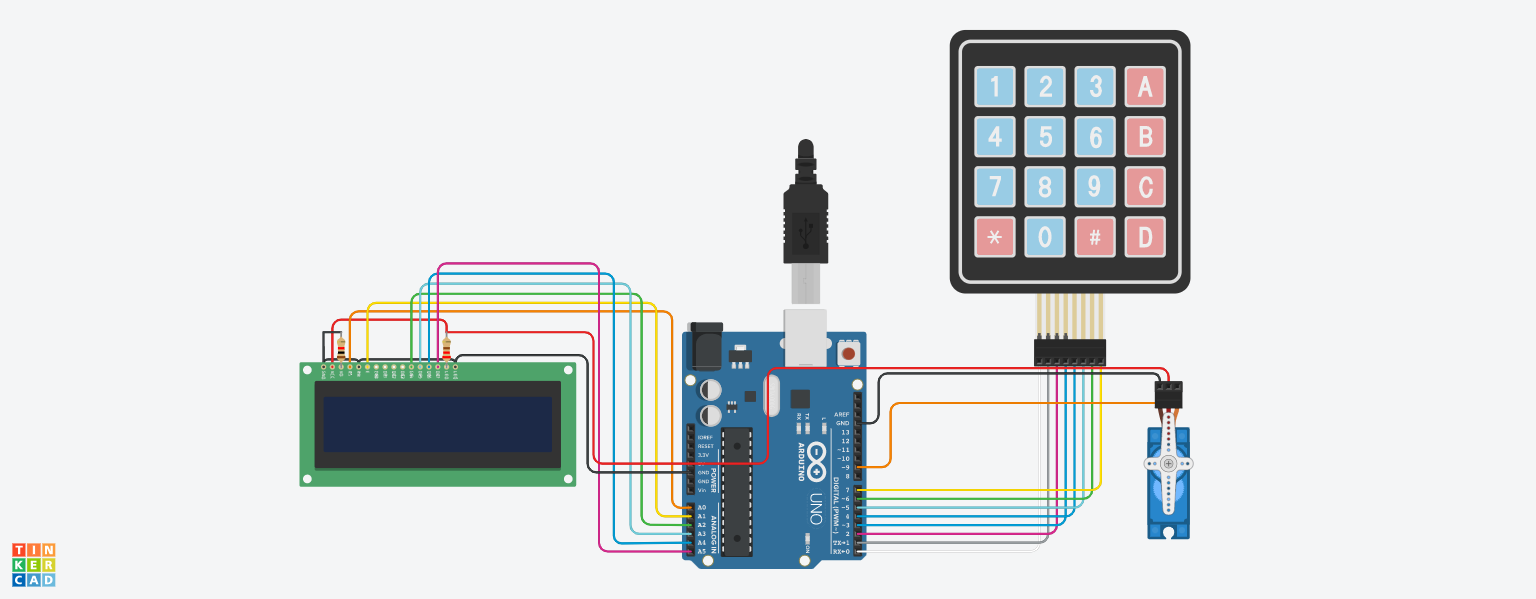 1 2 3 A
4 5 6 B
7 8 9 C
* 0 # D
IOREF
RESET
3.3V
GND
GND
Vin
POWER
A0
A1
A2
A3
A4
A5
ANALOG IN
RX
TX
L
ARDUINO
UNO
ON
AREF
GND
13
12
~11
~10
~9
8
7
~6
~5
4
~3
2
TX→1
RX←0
DIGITAL (PWM~)
TIN
KER
CAD